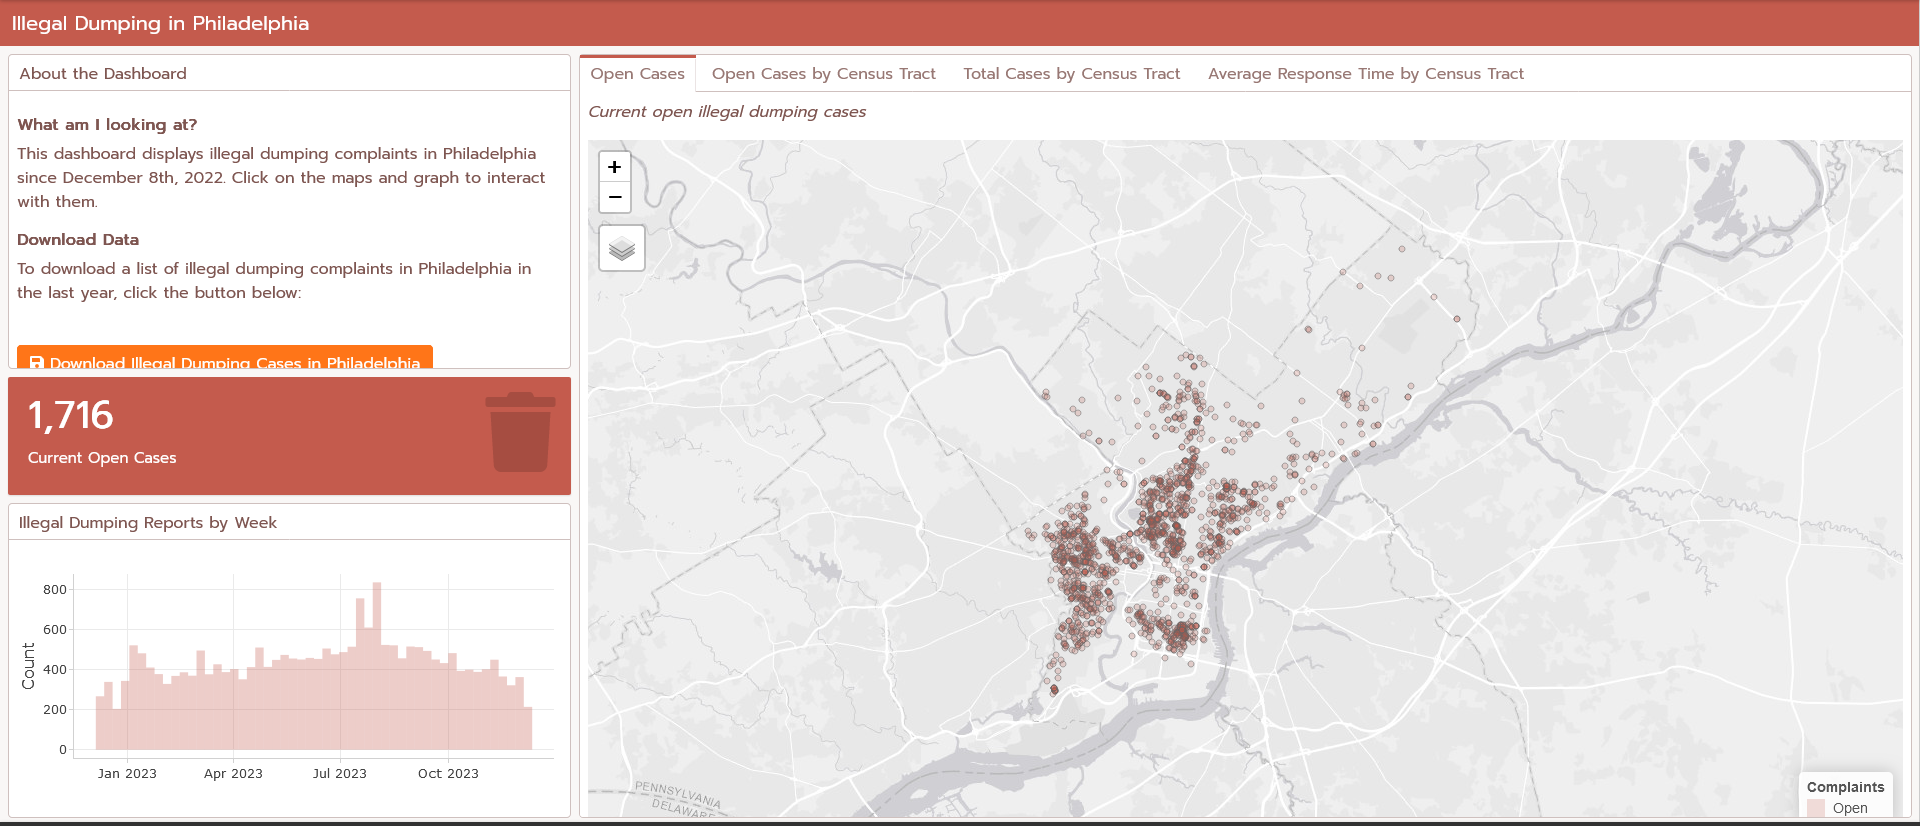 Illegal Dumping in Philadelphia
About the Dashboard
What am I looking at?
This dashboard displays illegal dumping complaints in Philadelphia
since December 8th, 2022. Click on the maps and graph to interact
with them.
Download Data
To download a list of illegal dumping complaints in Philadelphia in
the last year, click the button below:
Download Illegal Dumping Cases in Philadelphia
1,716
Current Open Cases
Illegal Dumping Reports by Week
800
600
400
200
0
Count
Jan 2023 Apr 2023 Jul 2023 Oct 2023
Open Cases Open Cases by Census Tract Total Cases by Census Tract Average Response Time by Census Tract
Current open illegal dumping cases
+
−
PENNSYLVANIA
DELAWARE
Complaints
Open